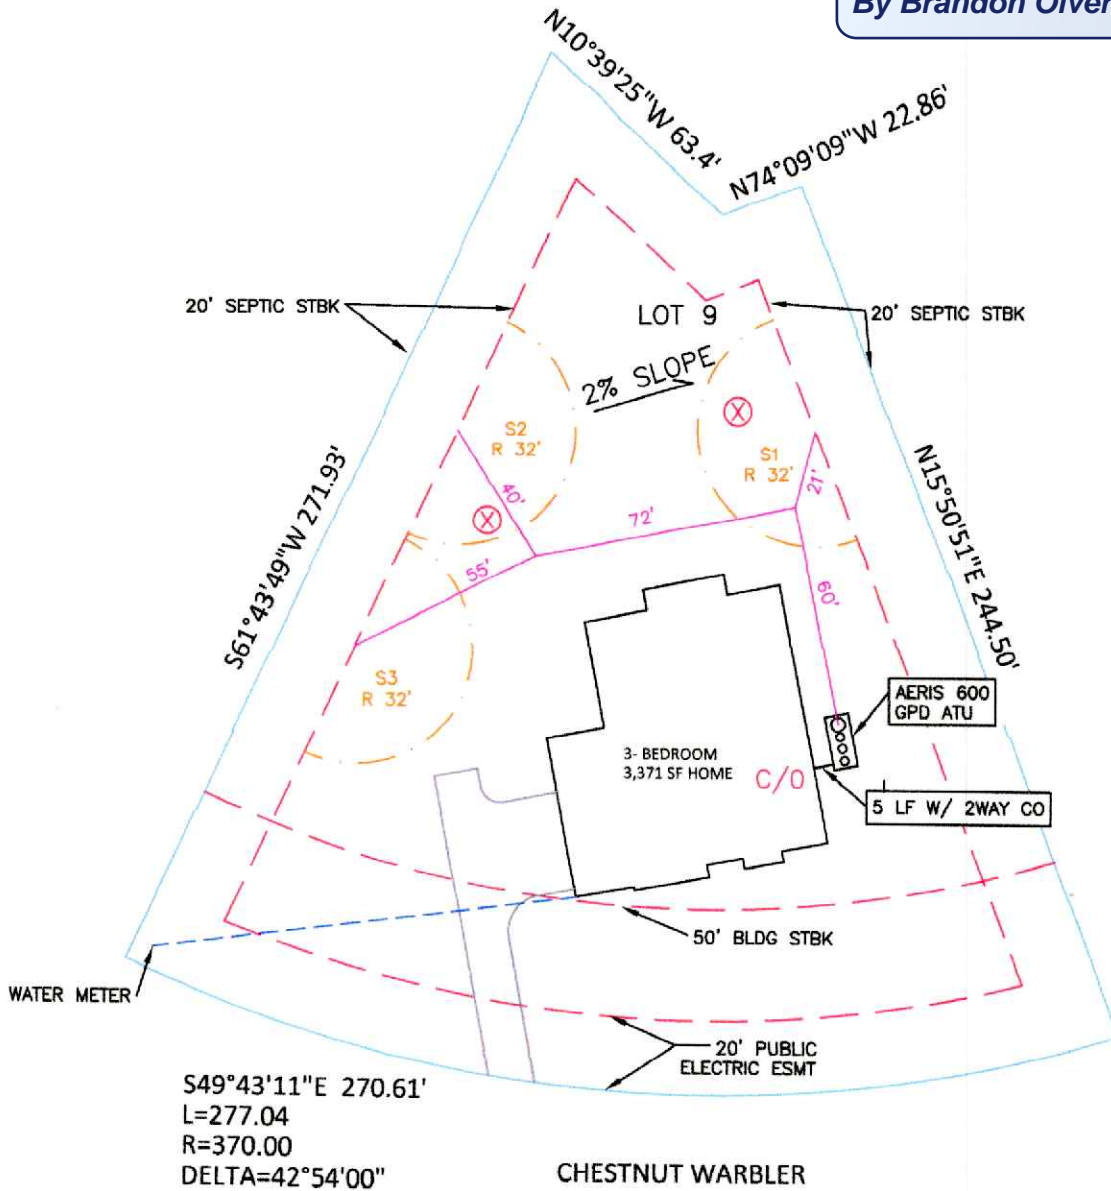 By Brandon Olver
N10°39'25"W 63.4'
N74°09'09"W 22.86'
20' SEPTIC STBK
LOT 9
20' SEPTIC STBK
2% SLOPE
S2
R 32'
X
S1
R 32'
21'
40'
X
72'
N15°50'51"E 244.50'
S61°43'49"W 271.93'
55'
60'
S3
R 32'
AERIS 600
GPD ATU
3- BEDROOM
3,371 SF HOME
C/O
5 LF W/ 2WAY CO
50' BLDG STBK
WATER METER
20' PUBLIC
ELECTRIC ESMT
S49°43'11"E 270.61'
L=277.04
R=370.00
DELTA=42°54'00"
CHESTNUT WARBLER